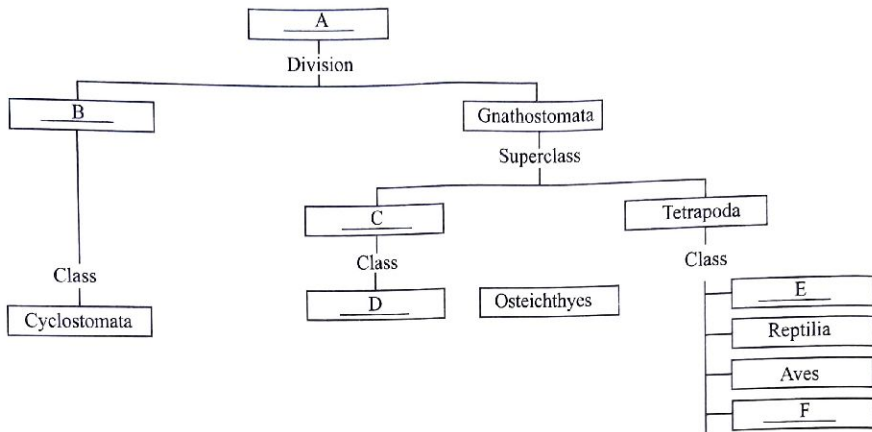 A
Division
B
Gnathostomata
Superclass
C
Tetrapoda
Class
Class
Class
D
Osteichthyes
Cyclostomata
E
Reptilia
Aves
F